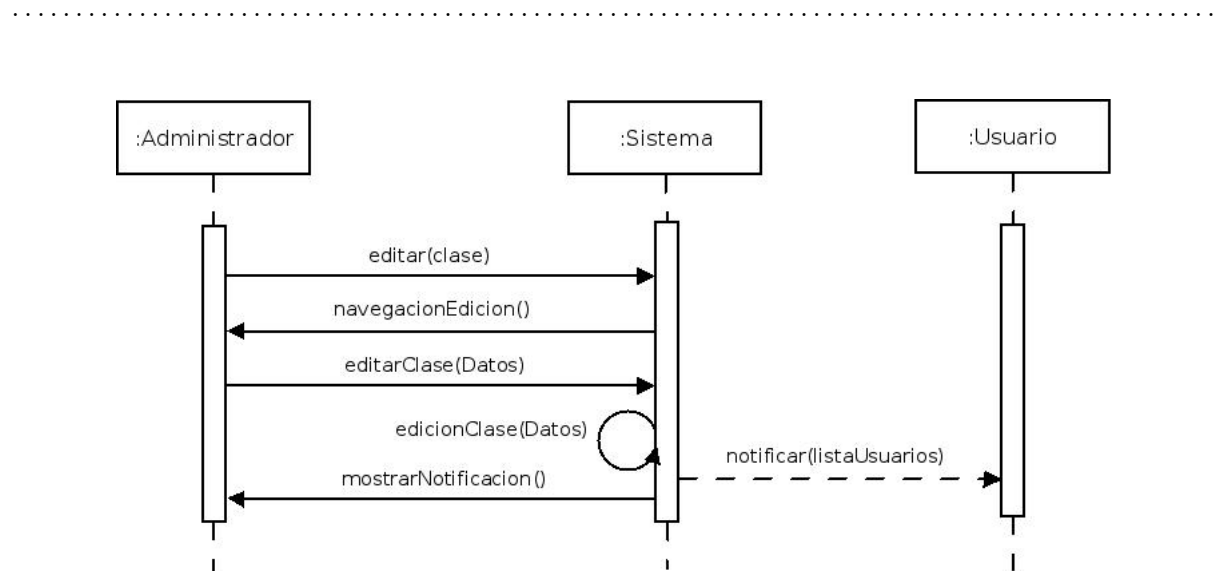 :Administrador
:Sistema
:Usuario
editar(clase)
navegacionEdicion()
editarClase(Datos)
edicionClase(Datos)
notificar(listaUsuarios)
mostrarNotificacion()